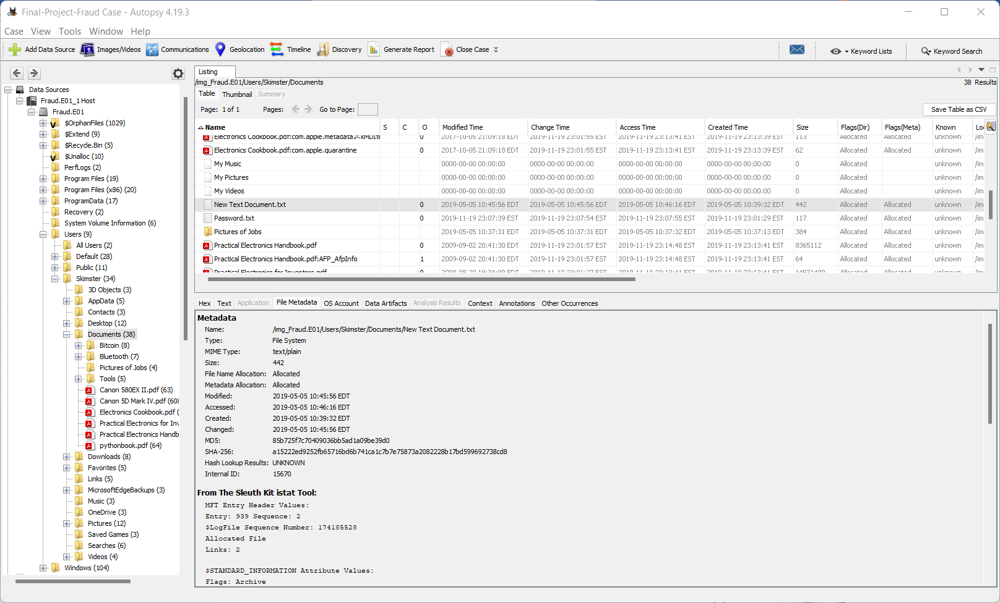 Final-Project-Fraud Case - Autopsy 4.19.3
Case View Tools Window Help
Add Data Source Images/Videos Communications Geolocation Timeline Discovery Generate Report Close Case Keyword Lists Keyword Search
Data Sources
Fraud.E01_1 Host
Fraud.E01
$OrphanFiles (1029)
$Extend (9)
$Recycle.Bin (5)
$Unalloc (10)
PerfLogs (2)
Program Files (19)
Program Files (x86) (20)
ProgramData (17)
Recovery (2)
System Volume Information (6)
Users (9)
All Users (2)
Default (28)
Public (11)
Skimster (34)
3D Objects (3)
AppData (5)
Contacts (3)
Desktop (12)
Documents (38)
Bitcoin (8)
Bluetooth (7)
Pictures of Jobs (4)
Tools (5)
Canon 580EX II.pdf (63)
Canon 5D Mark IV.pdf (608
Electronics Cookbook.pdf (
Practical Electronics for Inv
Practical Electronics Handb
pythonbook.pdf (64)
Downloads (8)
Favorites (5)
Links (5)
MicrosoftEdgeBackups (3)
Music (3)
OneDrive (3)
Pictures (12)
Saved Games (3)
Searches (6)
Videos (4)
Windows (104)
Listing
/img_Fraud.E01/Users/Skimster/Documents 38 Results
Table Thumbnail Summary
Page: 1 of 1 Pages: Go to Page: Save Table as CSV
Name S C O Modified Time Change Time Access Time Created Time Size Flags(Dir) Flags(Meta) Known Loc
Electronics Cookbook.pdf:com.apple.metadata 0 2017-10-05 21:09:18 EDT 2019-11-19 23:01:55 EST 2019-11-19 23:13:41 EST 2019-11-19 23:13:39 EST 113 Allocated Allocated unknown /im
Electronics Cookbook.pdf:com.apple.quarantine 0 2017-10-05 21:09:18 EDT 2019-11-19 23:01:55 EST 2019-11-19 23:13:41 EST 2019-11-19 23:13:39 EST 62 Allocated Allocated unknown /im
My Music 0000-00-00 00:00:00 0000-00-00 00:00:00 0000-00-00 00:00:00 0000-00-00 00:00:00 0 Allocated unknown /im
My Pictures 0000-00-00 00:00:00 0000-00-00 00:00:00 0000-00-00 00:00:00 0000-00-00 00:00:00 0 Allocated unknown /im
My Videos 0000-00-00 00:00:00 0000-00-00 00:00:00 0000-00-00 00:00:00 0000-00-00 00:00:00 0 Allocated unknown /im
New Text Document.txt 0 2019-05-05 10:45:56 EDT 2019-05-05 10:45:56 EDT 2019-05-05 10:46:16 EDT 2019-05-05 10:39:32 EDT 442 Allocated Allocated unknown /im
Password.txt 0 2019-11-19 23:07:39 EST 2019-11-19 23:07:54 EST 2019-11-19 23:07:55 EST 2019-11-19 23:01:29 EST 117 Allocated Allocated unknown /im
Pictures of Jobs 2019-05-05 10:37:31 EDT 2019-05-05 10:37:31 EDT 2019-05-05 10:37:32 EDT 2019-05-05 10:37:13 EDT 384 Allocated Allocated unknown /im
Practical Electronics Handbook.pdf 0 2009-09-02 20:41:30 EDT 2019-11-19 23:01:57 EST 2019-11-19 23:14:48 EST 2019-11-19 23:13:41 EST 8365112 Allocated Allocated unknown /im
Practical Electronics Handbook.pdf:AFP_AfpInfo 1 2009-09-02 20:41:30 EDT 2019-11-19 23:01:57 EST 2019-11-19 23:14:48 EST 2019-11-19 23:13:41 EST 64 Allocated Allocated unknown /im
Practical Electronics for Inventors.pdf 0
Hex Text Application File Metadata OS Account Data Artifacts Analysis Results Context Annotations Other Occurrences
Metadata
Name: /img_Fraud.E01/Users/Skimster/Documents/New Text Document.txt
Type: File System
MIME Type: text/plain
Size: 442
File Name Allocation: Allocated
Metadata Allocation: Allocated
Modified: 2019-05-05 10:45:56 EDT
Accessed: 2019-05-05 10:46:16 EDT
Created: 2019-05-05 10:39:32 EDT
Changed: 2019-05-05 10:45:56 EDT
MD5: 85b725f7c70409036bb5ad1a09be39d0
SHA-256: a15222ed9252fb65716bd6b741ca1c7b7e75873a2082228b17bd599692738cd8
Hash Lookup Results: UNKNOWN
Internal ID: 15670
From The Sleuth Kit istat Tool:
MFT Entry Header Values:
Entry: 939 Sequence: 2
$LogFile Sequence Number: 174185528
Allocated File
Links: 2
$STANDARD_INFORMATION Attribute Values:
Flags: Archive